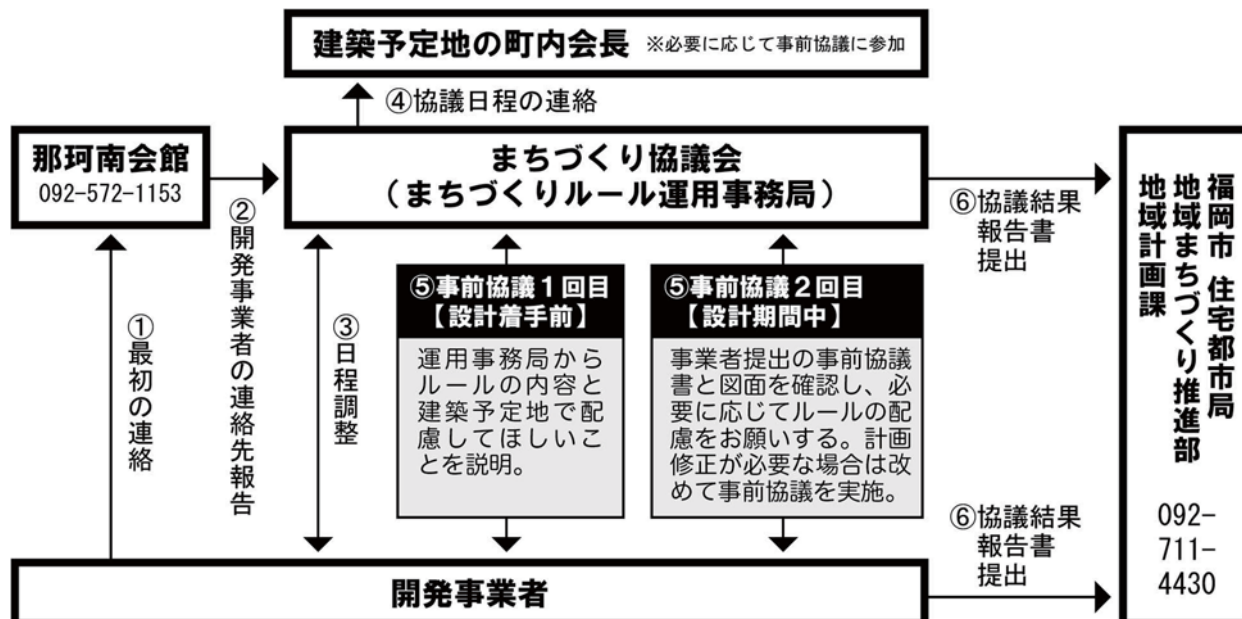 建築予定地の町内会長 ※必要に応じて事前協議に参加
④協議日程の連絡
那珂南会館
092-572-1153
まちづくり協議会
（まちづくりルール運用事務局）
①最初の連絡
②開発事業者の連絡先報告
③日程調整
⑤事前協議1回目
【設計着手前】
運用事務局から
ルールの内容と
建築予定地で配
慮してほしいこ
とを説明。
⑤事前協議2回目
【設計期間中】
事業者提出の事前協議
書と図面を確認し、必
要に応じてルールの配
慮をお願いする。計画
修正が必要な場合は改
めて事前協議を実施。
⑥協議結果
報告書
提出
⑥協議結果
報告書
提出
福岡市 住宅都市局
地域まちづくり推進部
地域計画課
092-
711-
4430
開発事業者